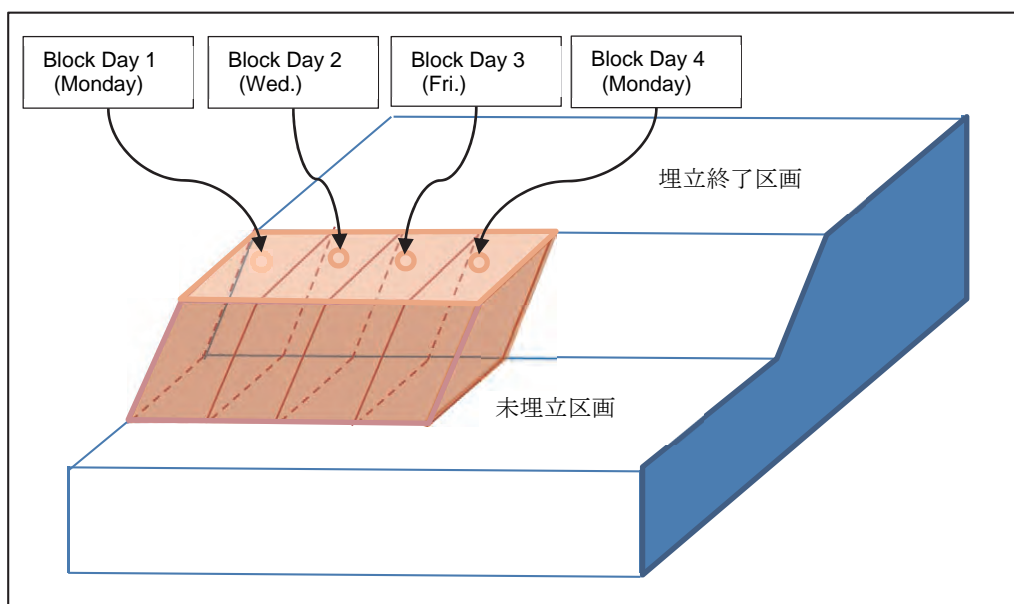 Block Day 1
(Monday)
Block Day 2
(Wed.)
Block Day 3
(Fri.)
Block Day 4
(Monday)
埋立終了区画
未埋立区画